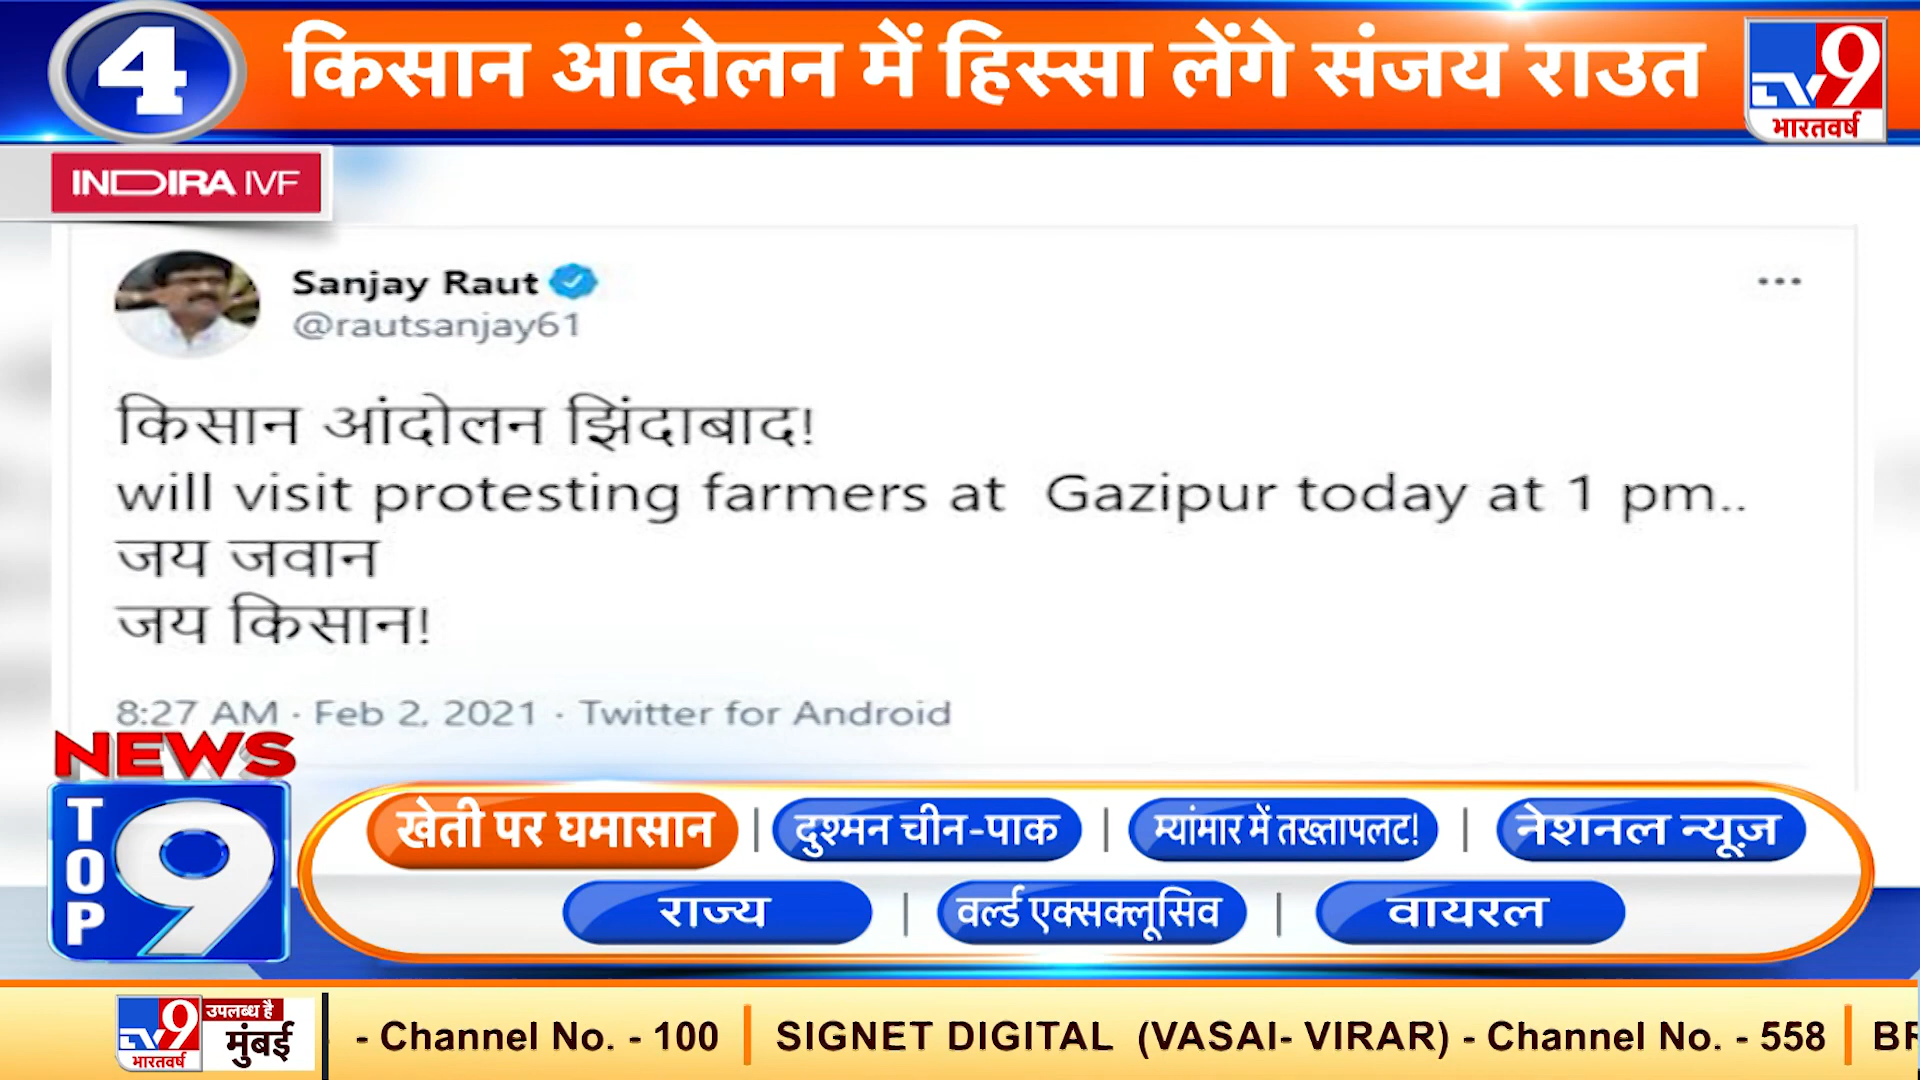 4 किसान आंदोलन में हिस्सा लेंगे संजय राउत
TV9
भारतवर्ष
INDIRA IVF
Sanjay Raut
@rautsanjay61
किसान आंदोलन झिंदाबाद!
will visit protesting farmers at Gazipur today at 1 pm..
जय जवान
जय किसान!
8:27 AM · Feb 2, 2021 · Twitter for Android
NEWS
TOP 9
खेती पर घमासान | दुश्मन चीन-पाक | म्यांमार में तख्तापलट! | नेशनल न्यूज़
राज्य | वर्ल्ड एक्सक्लूसिव | वायरल
TV9 भारतवर्ष उपलब्ध है मुंबई
- Channel No. - 100 | SIGNET DIGITAL (VASAI- VIRAR) - Channel No. - 558 |